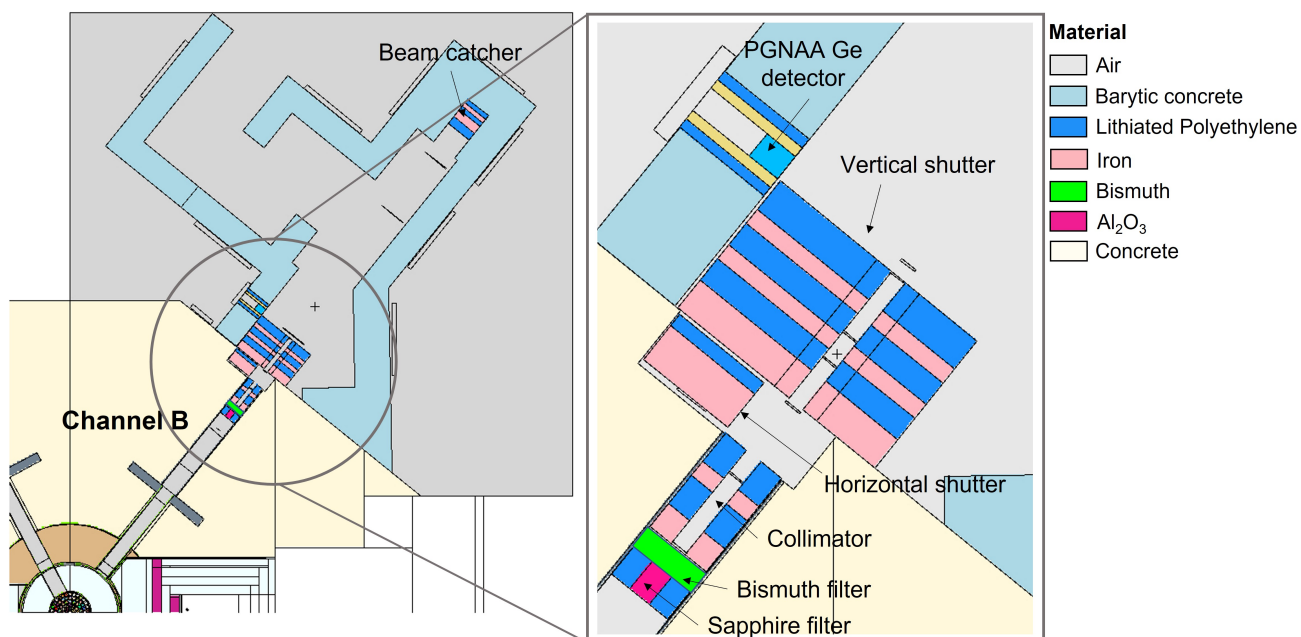 Beam catcher
Channel B
PGNAA Ge
detector
Vertical shutter
Horizontal shutter
Collimator
Bismuth filter
Sapphire filter
Material
Air
Barytic concrete
Lithiated Polyethylene
Iron
Bismuth
Al₂O₃
Concrete